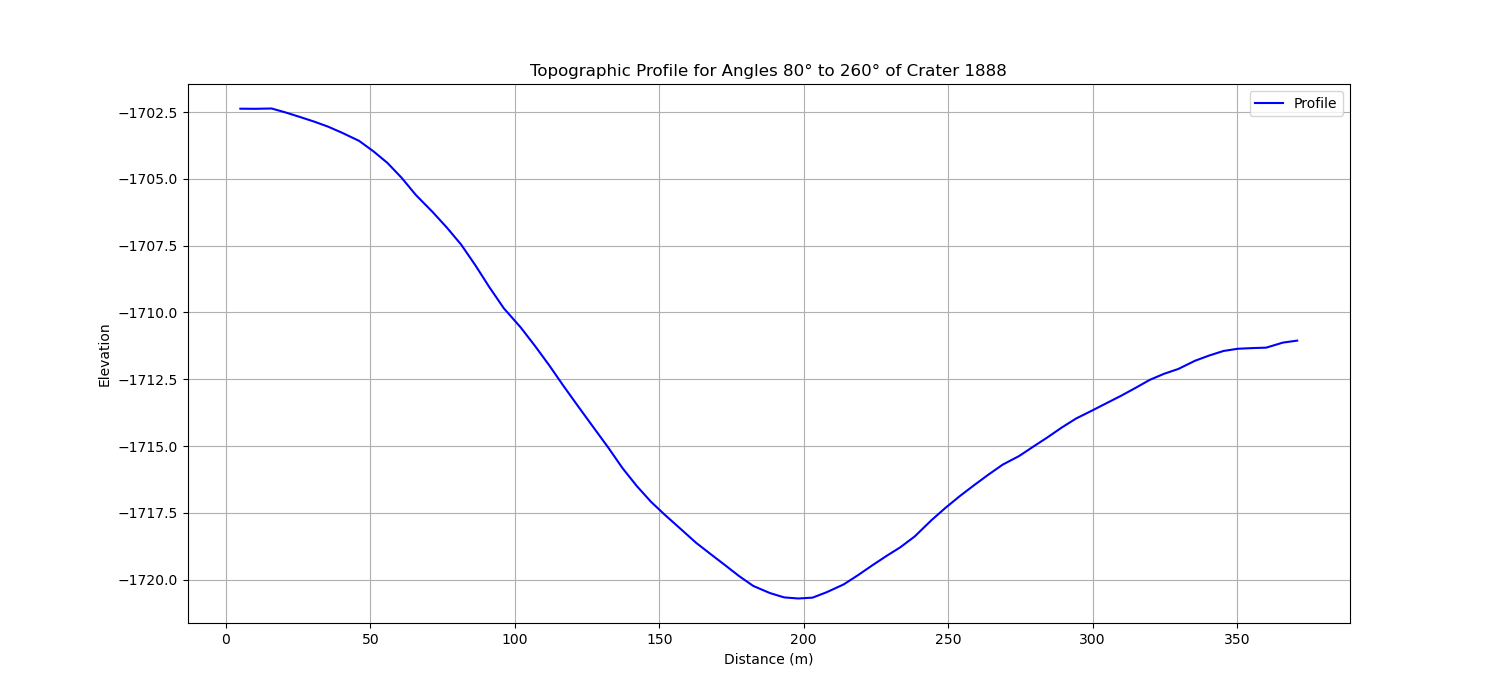 Topographic Profile for Angles 80° to 260° of Crater 1888
Profile
−1702.5
−1705.0
−1707.5
−1710.0
−1712.5
−1715.0
−1717.5
−1720.0
Elevation
0 50 100 150 200 250 300 350
Distance (m)